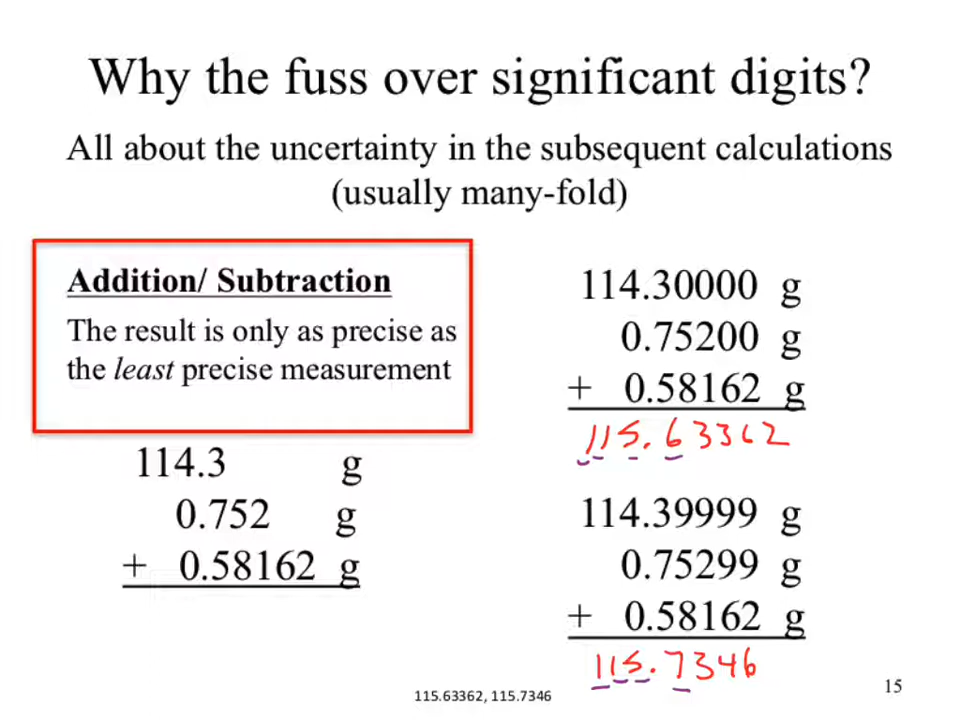 Why the fuss over significant digits?
All about the uncertainty in the subsequent calculations
(usually many-fold)
Addition/ Subtraction
The result is only as precise as
the least precise measurement
114.3 g
0.752 g
+ 0.58162 g
114.30000 g
0.75200 g
+ 0.58162 g
115.63362
114.39999 g
0.75299 g
+ 0.58162 g
115.7346
115.63362, 115.7346
15